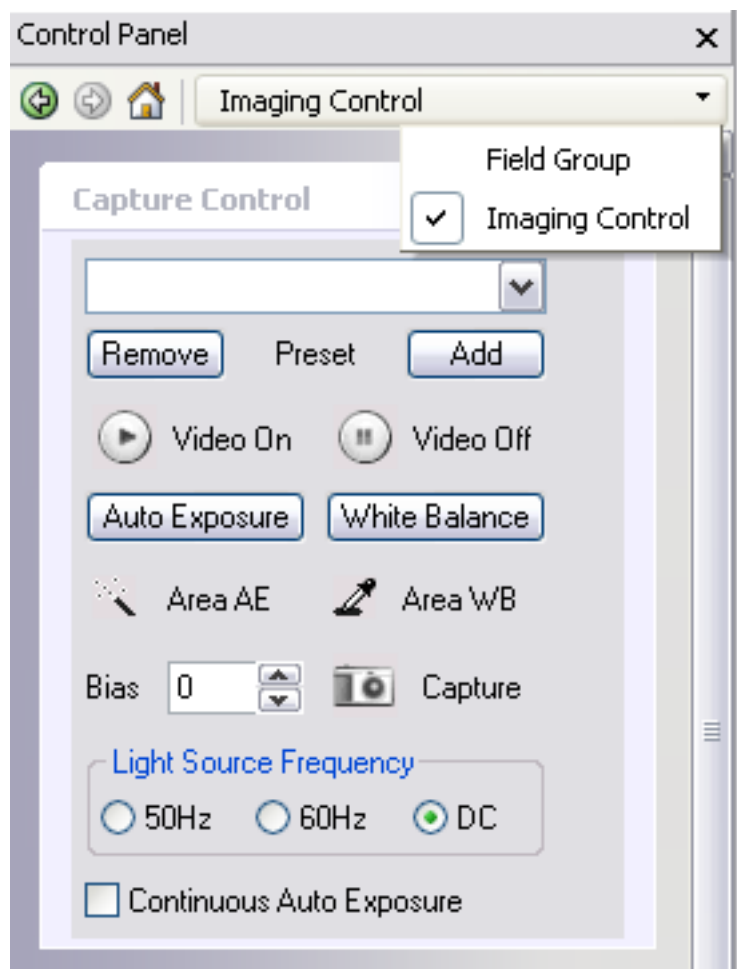 Control Panel
Imaging Control
Field Group
Imaging Control
Capture Control
Remove Preset Add
Video On Video Off
Auto Exposure White Balance
Area AE Area WB
Bias 0 Capture
Light Source Frequency
50Hz 60Hz DC
Continuous Auto Exposure